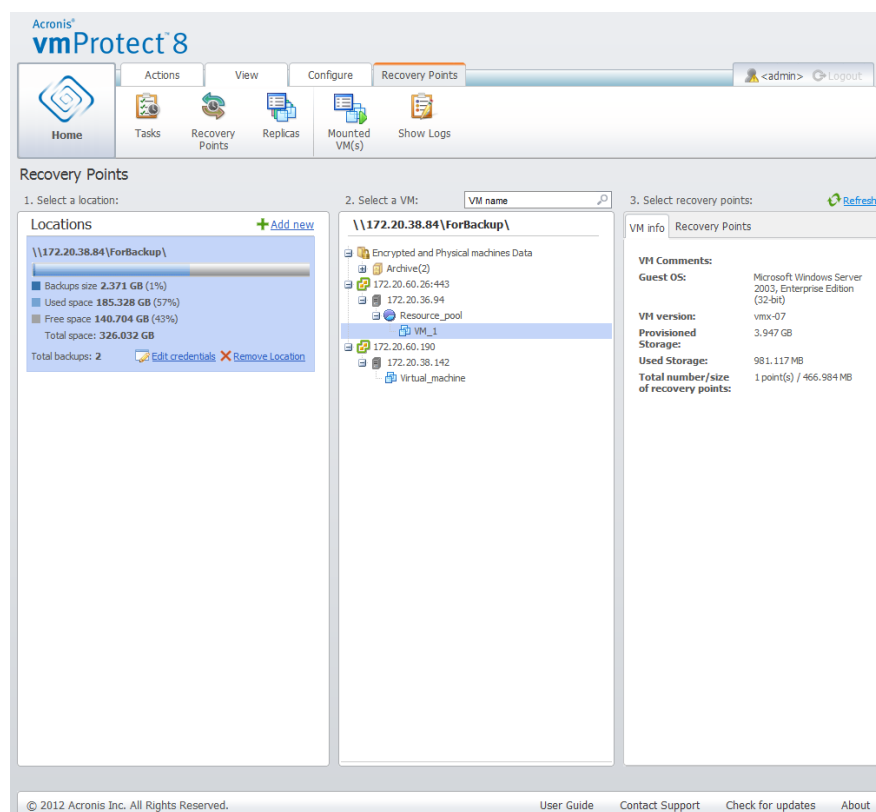 Acronis®
vmProtect™8
Actions View Configure Recovery Points
<admin> Logout
Home
Tasks
Recovery Points
Replicas
Mounted VM(s)
Show Logs
Recovery Points
1. Select a location:
Locations Add new
\\172.20.38.84\ForBackup\
Backups size 2.371 GB (1%)
Used space 185.328 GB (57%)
Free space 140.704 GB (43%)
Total space: 326.032 GB
Total backups: 2 Edit credentials Remove Location
2. Select a VM: VM name
\\172.20.38.84\ForBackup\
Encrypted and Physical machines Data
Archive(2)
172.20.60.26:443
172.20.36.94
Resource_pool
VM_1
172.20.60.190
172.20.38.142
Virtual_machine
3. Select recovery points: Refresh
VM info Recovery Points
VM Comments:
Guest OS: Microsoft Windows Server
2003, Enterprise Edition
(32-bit)
VM version: vmx-07
Provisioned Storage: 3.947 GB
Used Storage: 981.117 MB
Total number/size of recovery points: 1 point(s) / 466.984 MB
© 2012 Acronis Inc. All Rights Reserved. User Guide Contact Support Check for updates About